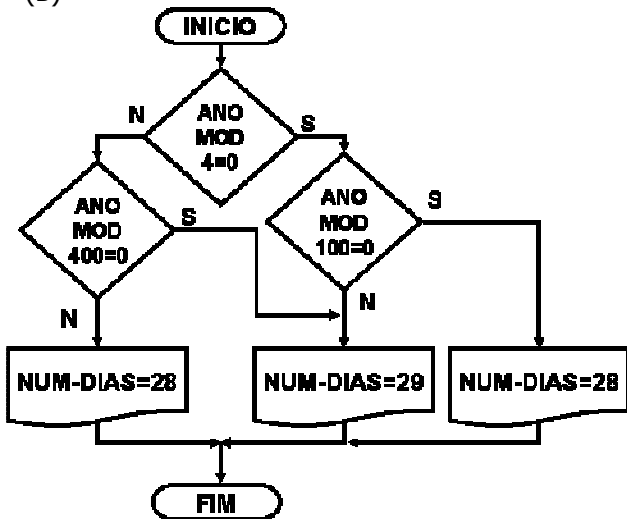 INICIO
ANO
MOD
4=0
N
S
ANO
MOD
400=0
S
N
ANO
MOD
100=0
S
N
NUM-DIAS=28
NUM-DIAS=29
NUM-DIAS=28
FIM